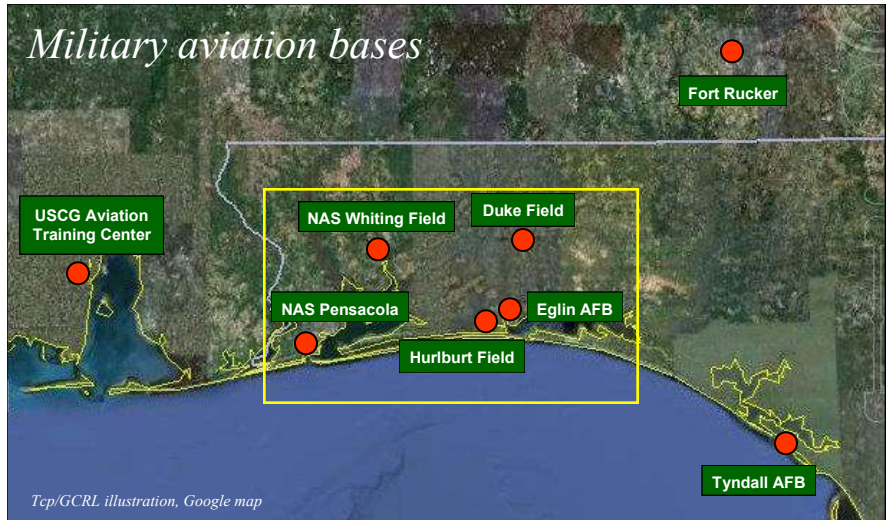 Military aviation bases
Fort Rucker
USCG Aviation
Training Center
NAS Whiting Field
Duke Field
NAS Pensacola
Eglin AFB
Hurlburt Field
Tyndall AFB
Tcp/GCRL illustration, Google map